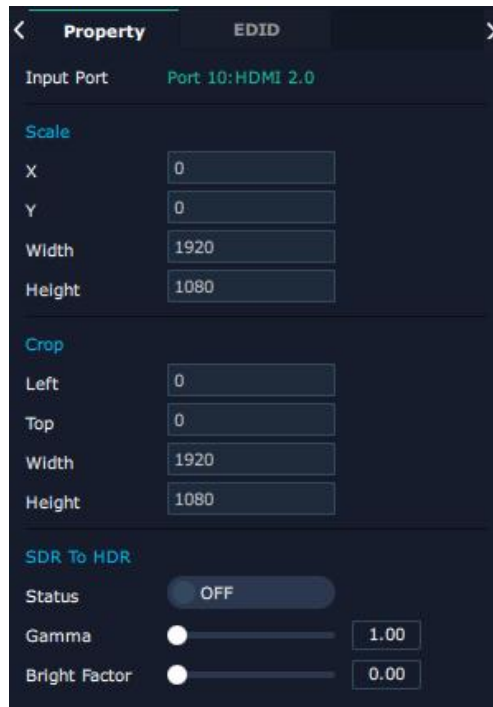 Property EDID
Input Port Port 10:HDMI 2.0
Scale
X 0
Y 0
Width 1920
Height 1080
Crop
Left 0
Top 0
Width 1920
Height 1080
SDR To HDR
Status OFF
Gamma 1.00
Bright Factor 0.00